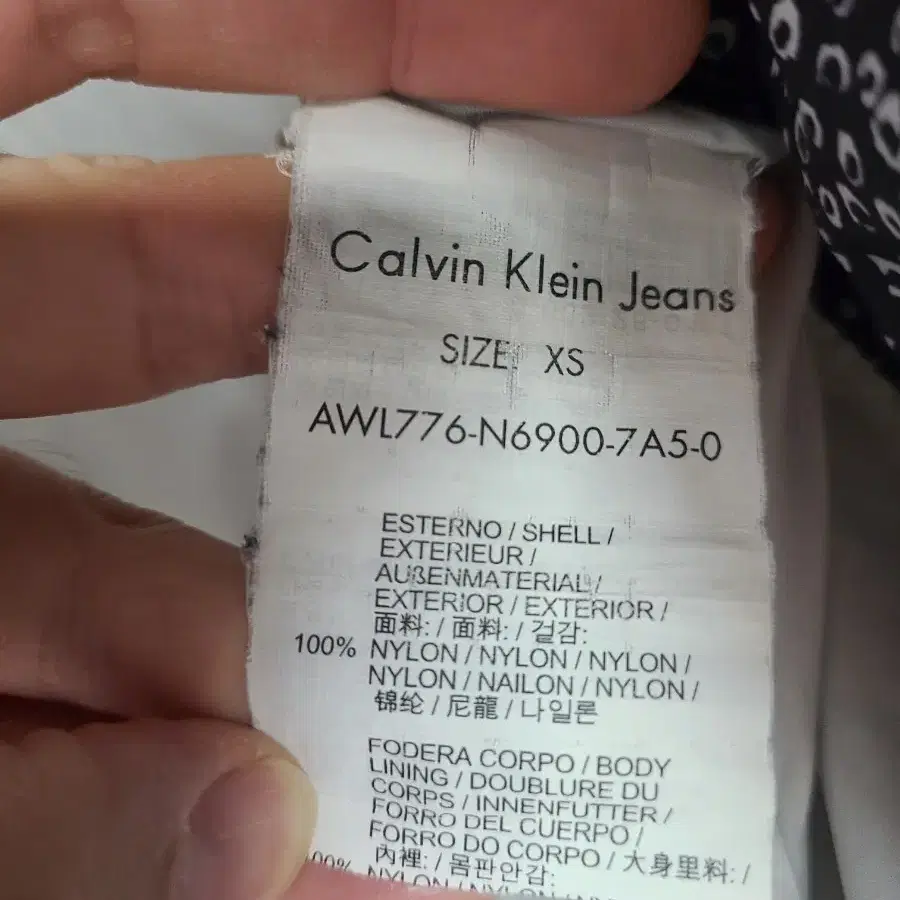 Calvin Klein Jeans
SIZE: XS
AWL776-N6900-7A5-0
ESTERNO / SHELL /
EXTERIEUR /
AUßENMATERIAL /
EXTERIOR / EXTERIOR /
面料: / 面料: / 겉감:
100% NYLON / NYLON / NYLON /
NYLON / NAILON / NYLON /
锦纶 / 尼龍 / 나일론
FODERA CORPO / BODY
LINING / DOUBLURE DU
CORPS / INNENFUTTER /
FORRO DEL CUERPO /
FORRO DO CORPO / 大身里料: /
內裡: / 몸판안감:
NYLON / NYLON